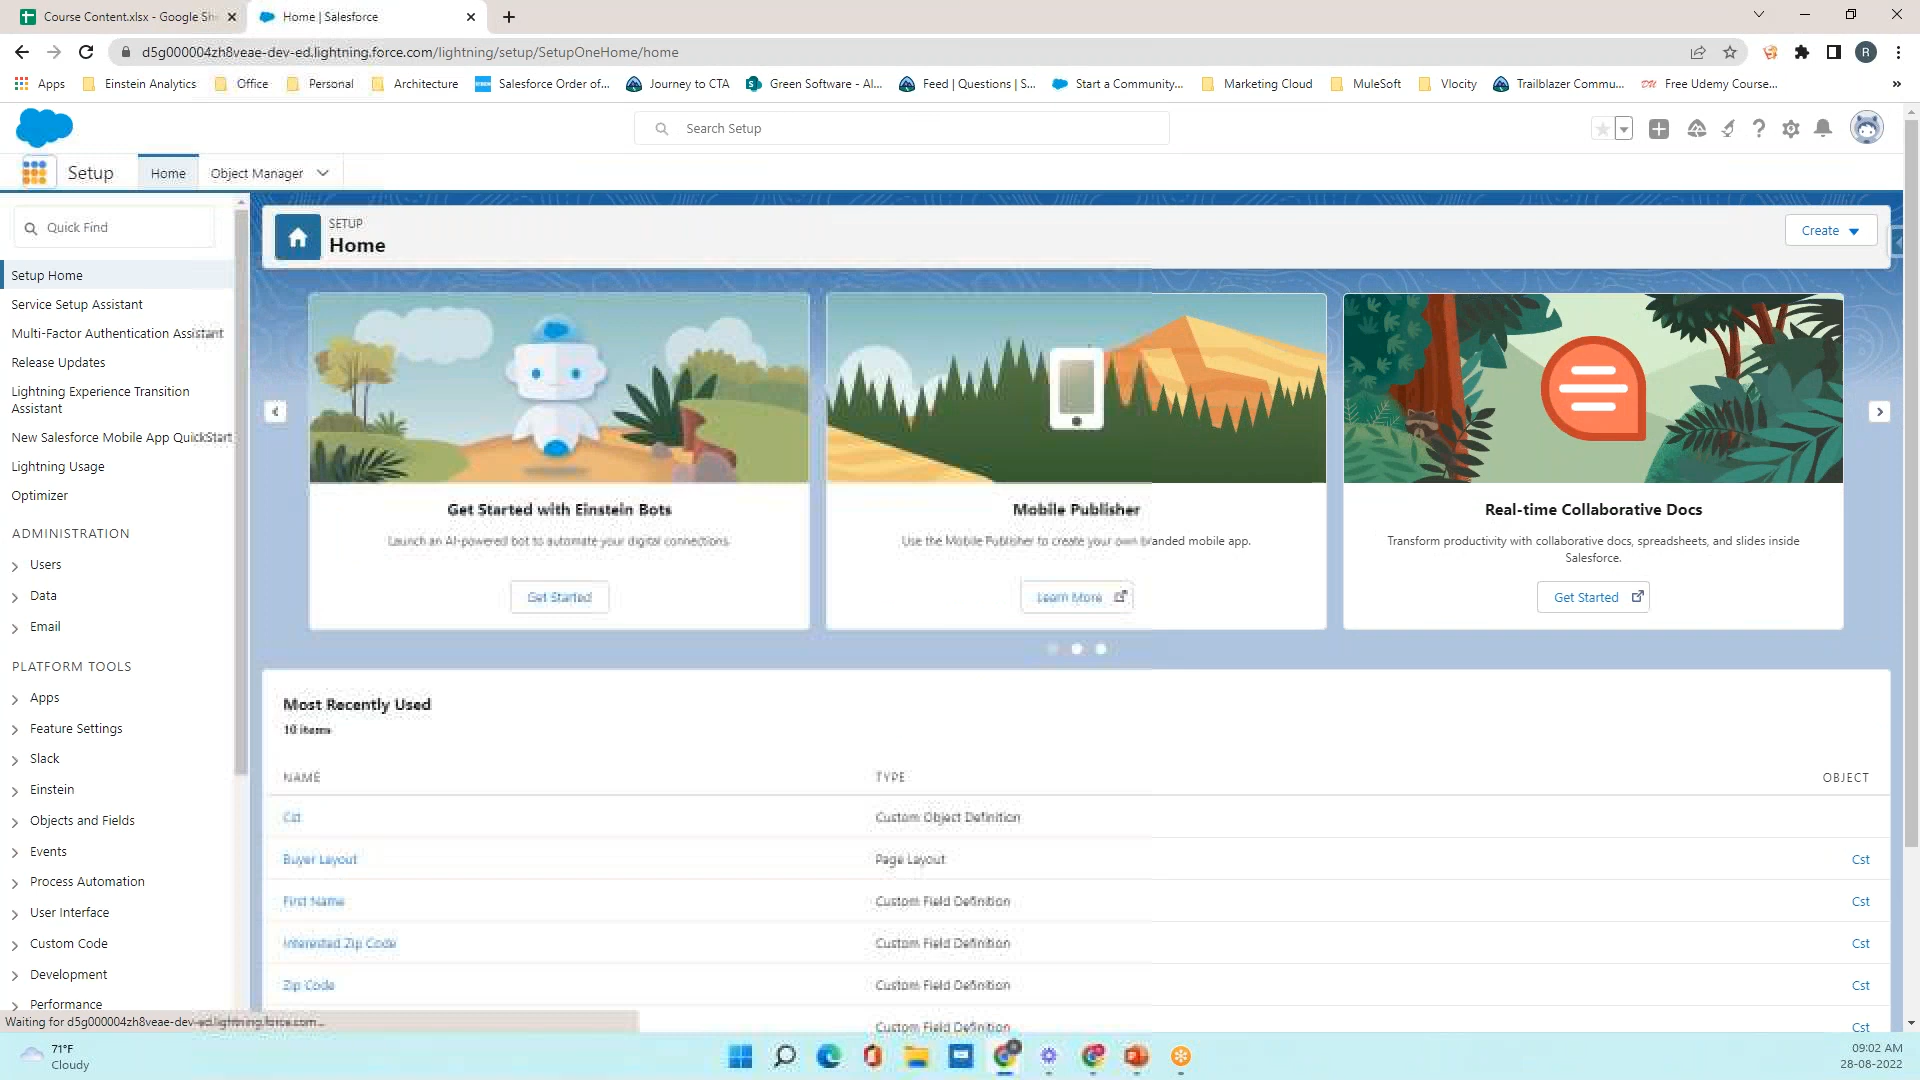 Course Content.xlsx - Google She
Home | Salesforce
d5g000004zh8veae-dev-ed.lightning.force.com/lightning/setup/SetupOneHome/home
R
Apps
Einstein Analytics
Office
Personal
Architecture
Salesforce Order of...
Journey to CTA
Green Software - Al...
Feed | Questions | S...
Start a Community...
Marketing Cloud
MuleSoft
Vlocity
Trailblazer Commu...
Free Udemy Course...
Search Setup
Setup
Home
Object Manager
Quick Find
Setup Home
Service Setup Assistant
Multi-Factor Authentication Assistant
Release Updates
Lightning Experience Transition
Assistant
New Salesforce Mobile App QuickStart
Lightning Usage
Optimizer
ADMINISTRATION
Users
Data
Email
PLATFORM TOOLS
Apps
Feature Settings
Slack
Einstein
Objects and Fields
Events
Process Automation
User Interface
Custom Code
Development
Performance
SETUP
Home
Create
Get Started with Einstein Bots
Launch an AI-powered bot to automate your digital connections.
Get Started
Mobile Publisher
Use the Mobile Publisher to create your own branded mobile app.
Learn More
Real-time Collaborative Docs
Transform productivity with collaborative docs, spreadsheets, and slides inside
Salesforce.
Get Started
Most Recently Used
10 items
NAME TYPE OBJECT
Cst Custom Object Definition
Buyer Layout Page Layout Cst
First Name Custom Field Definition Cst
Interested Zip Code Custom Field Definition Cst
Zip Code Custom Field Definition Cst
Custom Field Definition Cst
Waiting for d5g000004zh8veae-dev-ed.lightning.force.com...
71°F
Cloudy
09:02 AM
28-08-2022